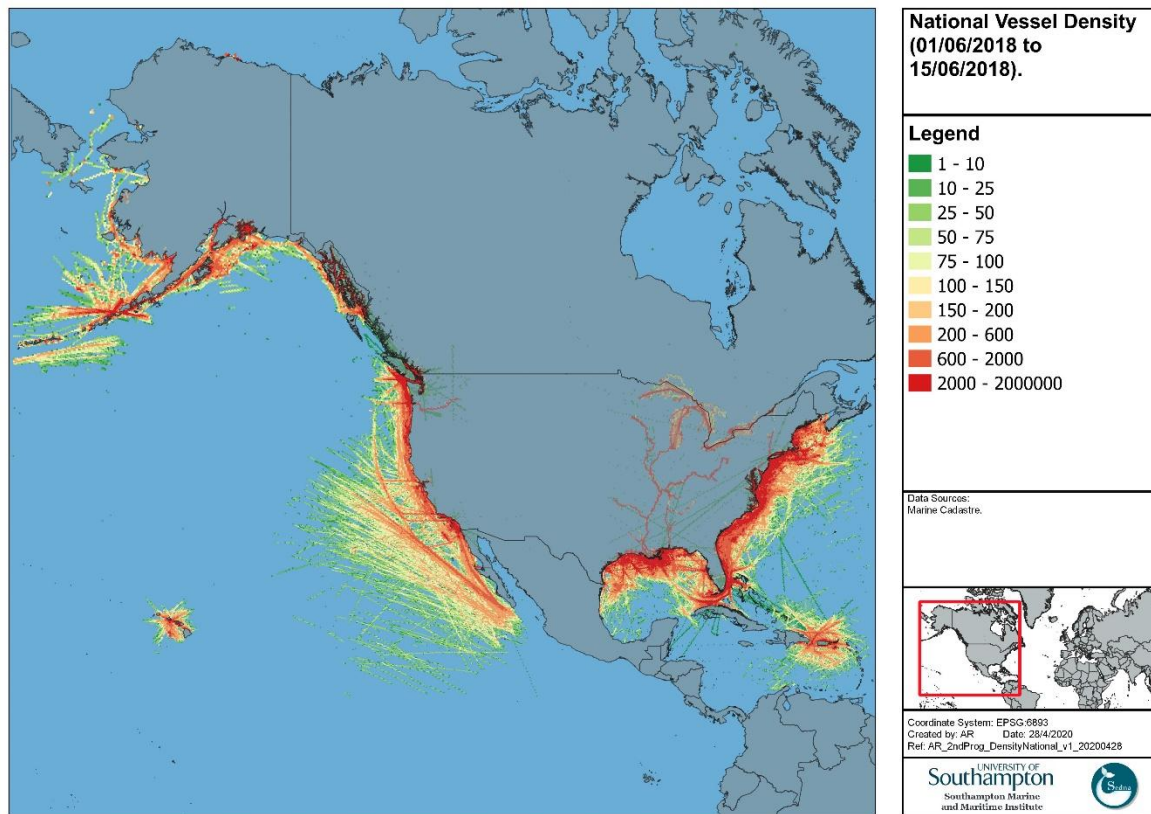 National Vessel Density
(01/06/2018 to
15/06/2018).
Legend
1 - 10
10 - 25
25 - 50
50 - 75
75 - 100
100 - 150
150 - 200
200 - 600
600 - 2000
2000 - 2000000
Data Sources:
Marine Cadastre.
Coordinate System: EPSG:6893
Created by: AR Date: 28/4/2020
Ref: AR_2ndProg_DensityNational_v1_20200428
UNIVERSITY OF
Southampton
Southampton Marine
and Maritime Institute
Sedna